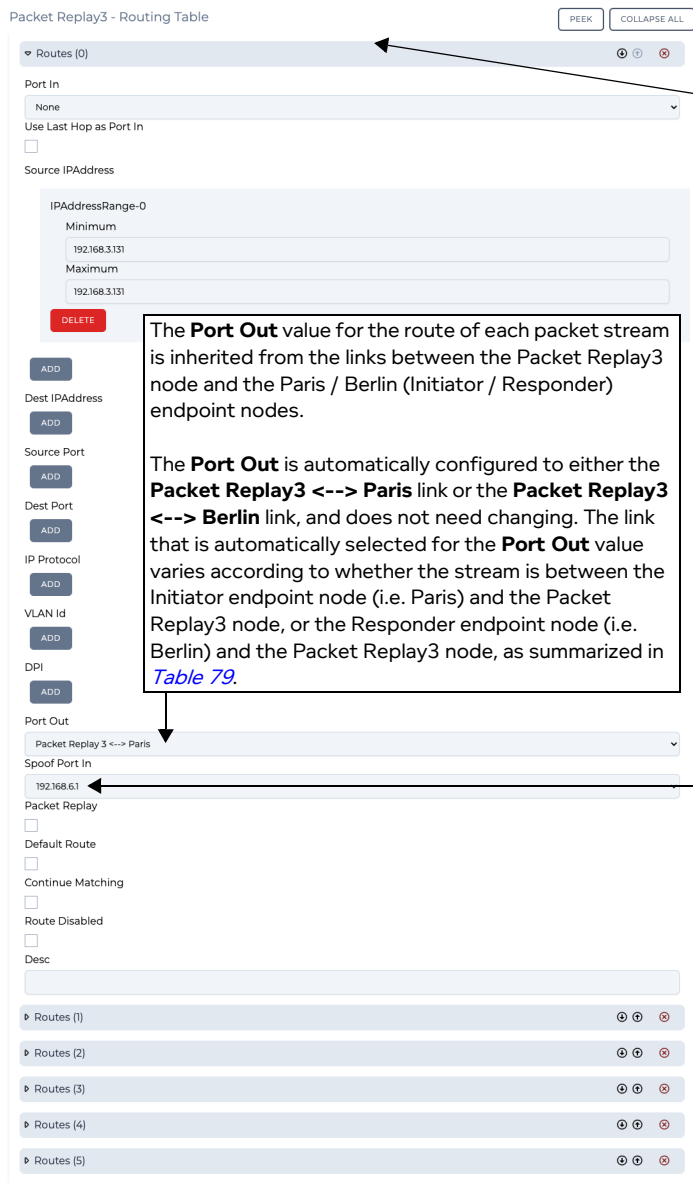 Packet Replay3 - Routing Table
PEEK
COLLAPSE ALL
Routes (0)
Port In
None
Use Last Hop as Port In
Source IPAddress
IPAddressRange-0
Minimum
192.168.3.131
Maximum
192.168.3.131
DELETE
The Port Out value for the route of each packet stream
is inherited from the links between the Packet Replay3
node and the Paris / Berlin (Initiator / Responder)
endpoint nodes.
The Port Out is automatically configured to either the
Packet Replay3 <--> Paris link or the Packet Replay3
<--> Berlin link, and does not need changing. The link
that is automatically selected for the Port Out value
varies according to whether the stream is between the
Initiator endpoint node (i.e. Paris) and the Packet
Replay3 node, or the Responder endpoint node (i.e.
Berlin) and the Packet Replay3 node, as summarized in
Table 79.
ADD
Dest IPAddress
ADD
Source Port
ADD
Dest Port
ADD
IP Protocol
ADD
VLAN Id
ADD
DPI
ADD
Port Out
Packet Replay 3 <--> Paris
Spoof Port In
192.168.6.1
Packet Replay
Default Route
Continue Matching
Route Disabled
Desc
Routes (1)
Routes (2)
Routes (3)
Routes (4)
Routes (5)